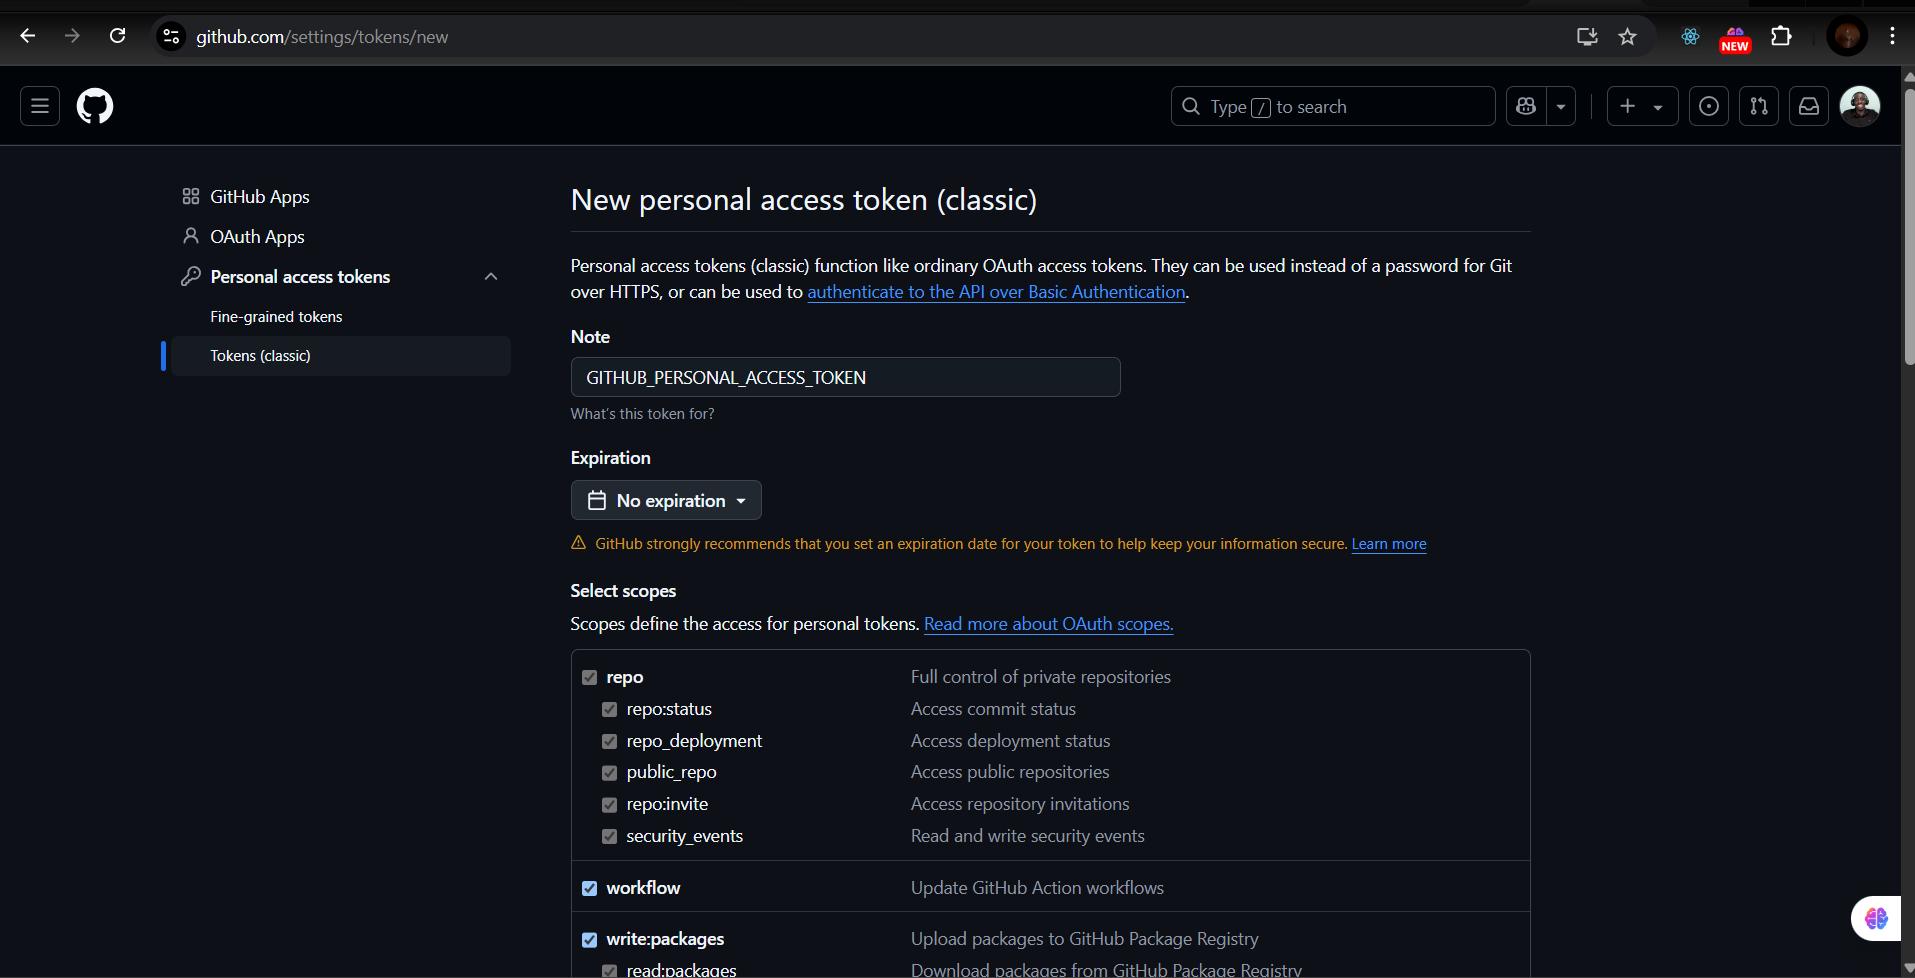 github.com/settings/tokens/new
NEW
Type / to search
GitHub Apps
OAuth Apps
Personal access tokens
Fine-grained tokens
Tokens (classic)
New personal access token (classic)
Personal access tokens (classic) function like ordinary OAuth access tokens. They can be used instead of a password for Git
over HTTPS, or can be used to authenticate to the API over Basic Authentication.
Note
GITHUB_PERSONAL_ACCESS_TOKEN
What's this token for?
Expiration
No expiration
GitHub strongly recommends that you set an expiration date for your token to help keep your information secure. Learn more
Select scopes
Scopes define the access for personal tokens. Read more about OAuth scopes.
repo Full control of private repositories
repo:status Access commit status
repo_deployment Access deployment status
public_repo Access public repositories
repo:invite Access repository invitations
security_events Read and write security events
workflow Update GitHub Action workflows
write:packages Upload packages to GitHub Package Registry
read:packages Download packages from GitHub Package Registry